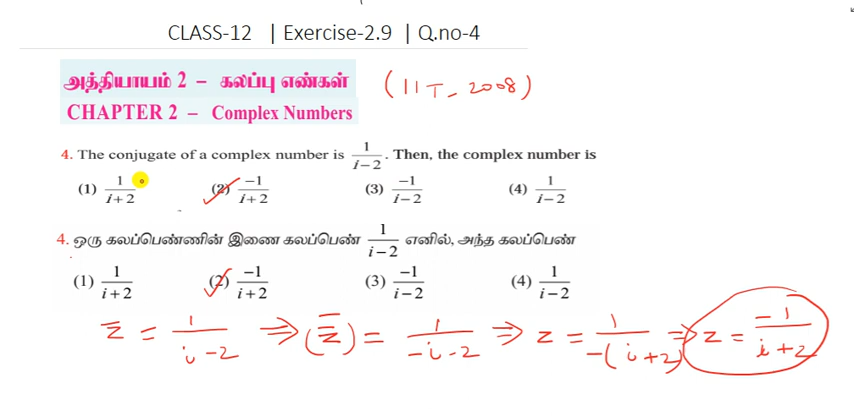 CLASS-12 | Exercise-2.9 | Q.no-4
அத்தியாயம் 2 – கலப்பு எண்கள்
(IIT- 2008)
CHAPTER 2 – Complex Numbers
4. The conjugate of a complex number is 1/(i−2). Then, the complex number is
(1) 1/(i+2) (2) −1/(i+2) (3) −1/(i−2) (4) 1/(i−2)
4. ஒரு கலப்பெண்ணின் இணை கலப்பெண் 1/(i−2) எனில், அந்த கலப்பெண்
(1) 1/(i+2) (2) −1/(i+2) (3) −1/(i−2) (4) 1/(i−2)
z̄ = 1/(i−2) ⇒ (z̄)‾ = 1/(−i−2) ⇒ z = 1/(−(i+2)) ⇒ z = −1/(i+2)